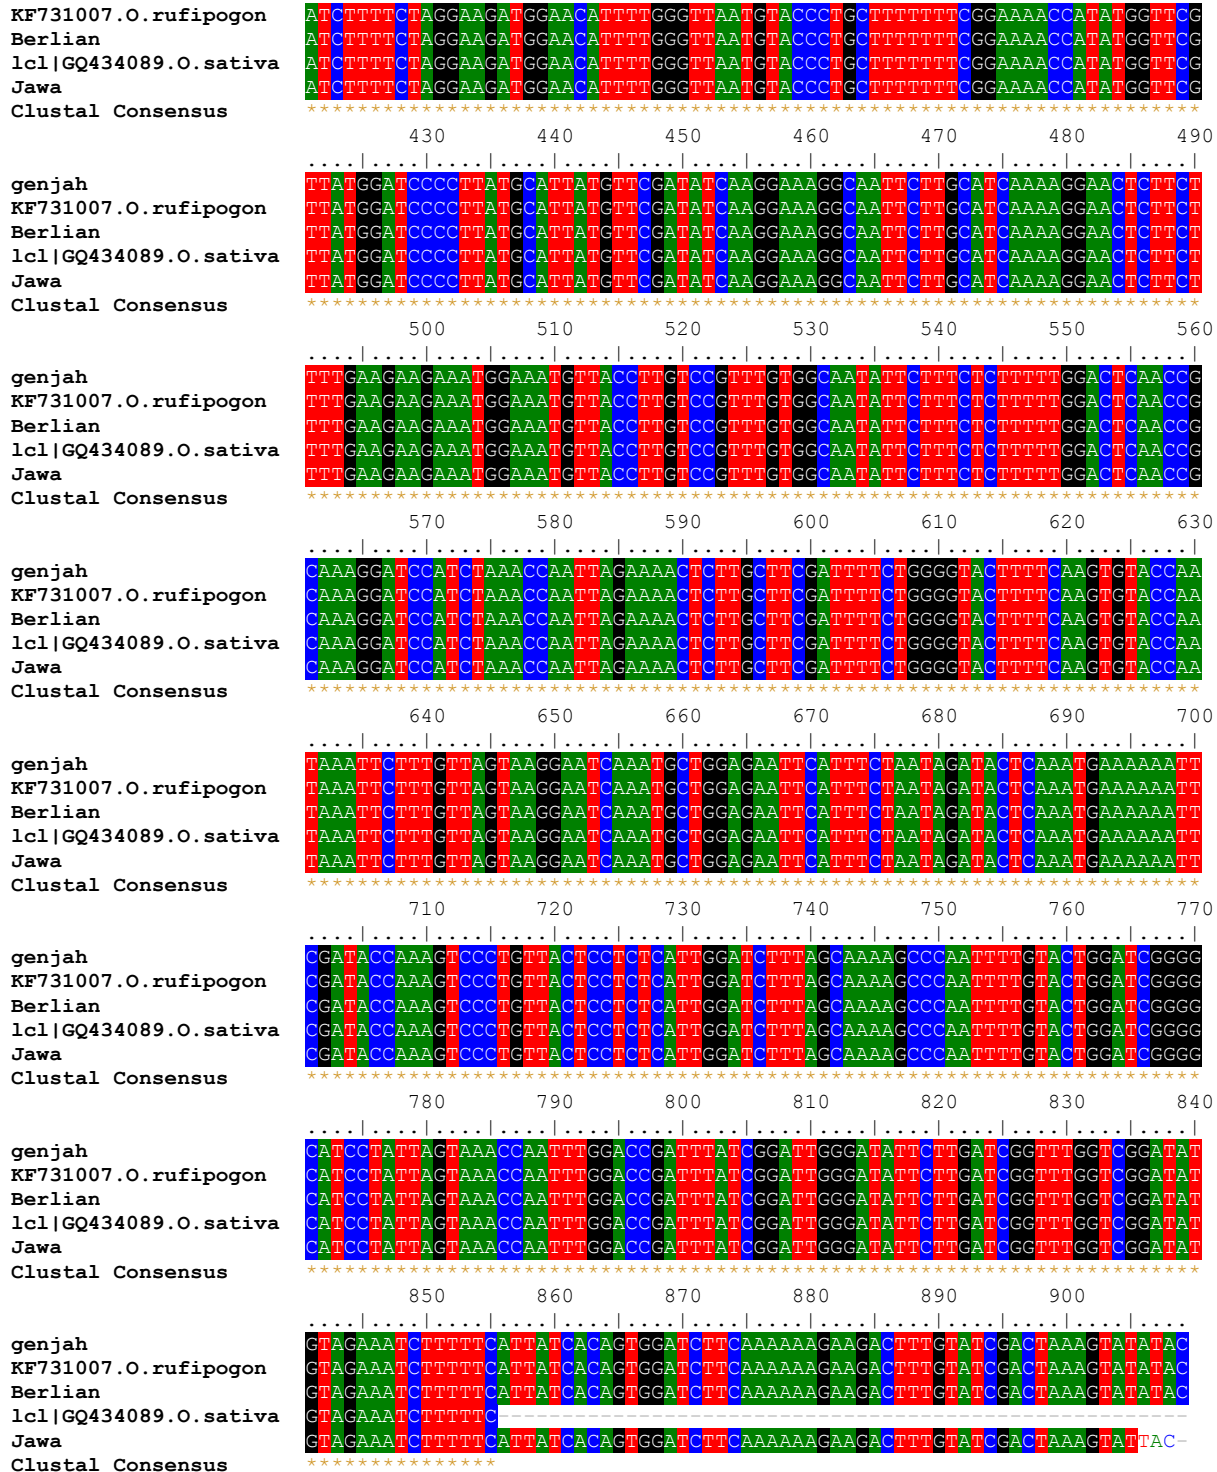 KF731007.O.rufipogon ATCTTTTCTAGGAAGATGGAACATTTTGGGTTAATGTACCCTGCTTTTTTTCGGAAAACCATATGGTTCG
Berlian ATCTTTTCTAGGAAGATGGAACATTTTGGGTTAATGTACCCTGCTTTTTTTCGGAAAACCATATGGTTCG
lcl|GQ434089.O.sativa ATCTTTTCTAGGAAGATGGAACATTTTGGGTTAATGTACCCTGCTTTTTTTCGGAAAACCATATGGTTCG
Jawa ATCTTTTCTAGGAAGATGGAACATTTTGGGTTAATGTACCCTGCTTTTTTTCGGAAAACCATATGGTTCG
Clustal Consensus **********************************************************************
430 440 450 460 470 480 490
....|....|....|....|....|....|....|....|....|....|....|....|....|....|
genjah TTATGGATCCCCTTATGCATTATGTTCGATATCAAGGAAAGGCAATTCTTGCATCAAAAGGAACTCTTCT
KF731007.O.rufipogon TTATGGATCCCCTTATGCATTATGTTCGATATCAAGGAAAGGCAATTCTTGCATCAAAAGGAACTCTTCT
Berlian TTATGGATCCCCTTATGCATTATGTTCGATATCAAGGAAAGGCAATTCTTGCATCAAAAGGAACTCTTCT
lcl|GQ434089.O.sativa TTATGGATCCCCTTATGCATTATGTTCGATATCAAGGAAAGGCAATTCTTGCATCAAAAGGAACTCTTCT
Jawa TTATGGATCCCCTTATGCATTATGTTCGATATCAAGGAAAGGCAATTCTTGCATCAAAAGGAACTCTTCT
Clustal Consensus **********************************************************************
500 510 520 530 540 550 560
....|....|....|....|....|....|....|....|....|....|....|....|....|....|
genjah TTTGAAGAAGAAATGGAAATGTTACCTTGTCCGTTTGTGGCAATATTCTTTCTCTTTTTGGACTCAACCG
KF731007.O.rufipogon TTTGAAGAAGAAATGGAAATGTTACCTTGTCCGTTTGTGGCAATATTCTTTCTCTTTTTGGACTCAACCG
Berlian TTTGAAGAAGAAATGGAAATGTTACCTTGTCCGTTTGTGGCAATATTCTTTCTCTTTTTGGACTCAACCG
lcl|GQ434089.O.sativa TTTGAAGAAGAAATGGAAATGTTACCTTGTCCGTTTGTGGCAATATTCTTTCTCTTTTTGGACTCAACCG
Jawa TTTGAAGAAGAAATGGAAATGTTACCTTGTCCGTTTGTGGCAATATTCTTTCTCTTTTTGGACTCAACCG
Clustal Consensus **********************************************************************
570 580 590 600 610 620 630
....|....|....|....|....|....|....|....|....|....|....|....|....|....|
genjah CAAAGGATCCATCTAAACCAATTAGAAAACTCTTGCTTCGATTTTCTGGGGTACTTTTCAAGTGTACCAA
KF731007.O.rufipogon CAAAGGATCCATCTAAACCAATTAGAAAACTCTTGCTTCGATTTTCTGGGGTACTTTTCAAGTGTACCAA
Berlian CAAAGGATCCATCTAAACCAATTAGAAAACTCTTGCTTCGATTTTCTGGGGTACTTTTCAAGTGTACCAA
lcl|GQ434089.O.sativa CAAAGGATCCATCTAAACCAATTAGAAAACTCTTGCTTCGATTTTCTGGGGTACTTTTCAAGTGTACCAA
Jawa CAAAGGATCCATCTAAACCAATTAGAAAACTCTTGCTTCGATTTTCTGGGGTACTTTTCAAGTGTACCAA
Clustal Consensus **********************************************************************
640 650 660 670 680 690 700
....|....|....|....|....|....|....|....|....|....|....|....|....|....|
genjah TAAATTCTTTGTTAGTAAGGAATCAAATGCTGGAGAATTCATTTCTAATAGATACTCAAATGAAAAAATT
KF731007.O.rufipogon TAAATTCTTTGTTAGTAAGGAATCAAATGCTGGAGAATTCATTTCTAATAGATACTCAAATGAAAAAATT
Berlian TAAATTCTTTGTTAGTAAGGAATCAAATGCTGGAGAATTCATTTCTAATAGATACTCAAATGAAAAAATT
lcl|GQ434089.O.sativa TAAATTCTTTGTTAGTAAGGAATCAAATGCTGGAGAATTCATTTCTAATAGATACTCAAATGAAAAAATT
Jawa TAAATTCTTTGTTAGTAAGGAATCAAATGCTGGAGAATTCATTTCTAATAGATACTCAAATGAAAAAATT
Clustal Consensus **********************************************************************
710 720 730 740 750 760 770
....|....|....|....|....|....|....|....|....|....|....|....|....|....|
genjah CGATACCAAAGTCCCTGTTACTCCTCTCATTGGATCTTTAGCAAAAGCCCAATTTTGTACTGGATCGGGG
KF731007.O.rufipogon CGATACCAAAGTCCCTGTTACTCCTCTCATTGGATCTTTAGCAAAAGCCCAATTTTGTACTGGATCGGGG
Berlian CGATACCAAAGTCCCTGTTACTCCTCTCATTGGATCTTTAGCAAAAGCCCAATTTTGTACTGGATCGGGG
lcl|GQ434089.O.sativa CGATACCAAAGTCCCTGTTACTCCTCTCATTGGATCTTTAGCAAAAGCCCAATTTTGTACTGGATCGGGG
Jawa CGATACCAAAGTCCCTGTTACTCCTCTCATTGGATCTTTAGCAAAAGCCCAATTTTGTACTGGATCGGGG
Clustal Consensus **********************************************************************
780 790 800 810 820 830 840
....|....|....|....|....|....|....|....|....|....|....|....|....|....|
genjah CATCCTATTAGTAAACCAATTTGGACCGATTTATCGGATTGGGATATTCTTGATCGGTTTGGTCGGATAT
KF731007.O.rufipogon CATCCTATTAGTAAACCAATTTGGACCGATTTATCGGATTGGGATATTCTTGATCGGTTTGGTCGGATAT
Berlian CATCCTATTAGTAAACCAATTTGGACCGATTTATCGGATTGGGATATTCTTGATCGGTTTGGTCGGATAT
lcl|GQ434089.O.sativa CATCCTATTAGTAAACCAATTTGGACCGATTTATCGGATTGGGATATTCTTGATCGGTTTGGTCGGATAT
Jawa CATCCTATTAGTAAACCAATTTGGACCGATTTATCGGATTGGGATATTCTTGATCGGTTTGGTCGGATAT
Clustal Consensus **********************************************************************
850 860 870 880 890 900
....|....|....|....|....|....|....|....|....|....|....|....|....|....
genjah GTAGAAATCTTTTTCATTATCACAGTGGATCTTCAAAAAAGAAGACTTTGTATCGACTAAAGTATATAC
KF731007.O.rufipogon GTAGAAATCTTTTTCATTATCACAGTGGATCTTCAAAAAAGAAGACTTTGTATCGACTAAAGTATATAC
Berlian GTAGAAATCTTTTTCATTATCACAGTGGATCTTCAAAAAAGAAGACTTTGTATCGACTAAAGTATATAC
lcl|GQ434089.O.sativa GTAGAAATCTTTTTC------------------------------------------------------
Jawa GTAGAAATCTTTTTCATTATCACAGTGGATCTTCAAAAAAGAAGACTTTGTATCGACTAAAGTATTAC-
Clustal Consensus ***************